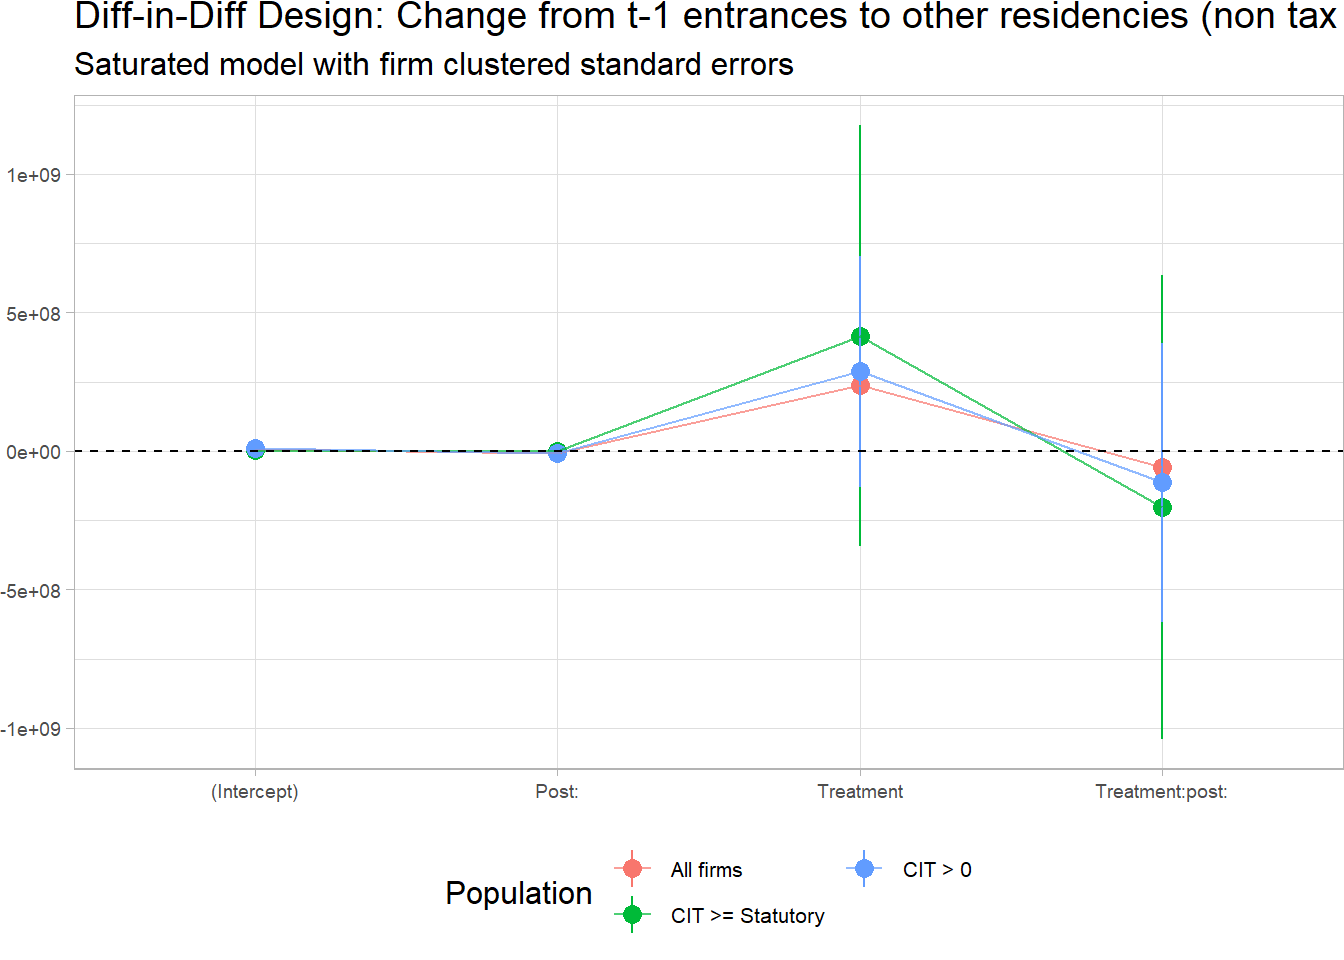 Diff-in-Diff Design: Change from t-1 entrances to other residencies (non tax
Saturated model with firm clustered standard errors
1e+09
5e+08
0e+00
-5e+08
-1e+09
(Intercept)
Post:
Treatment
Treatment:post:
Population
All firms
CIT > 0
CIT >= Statutory